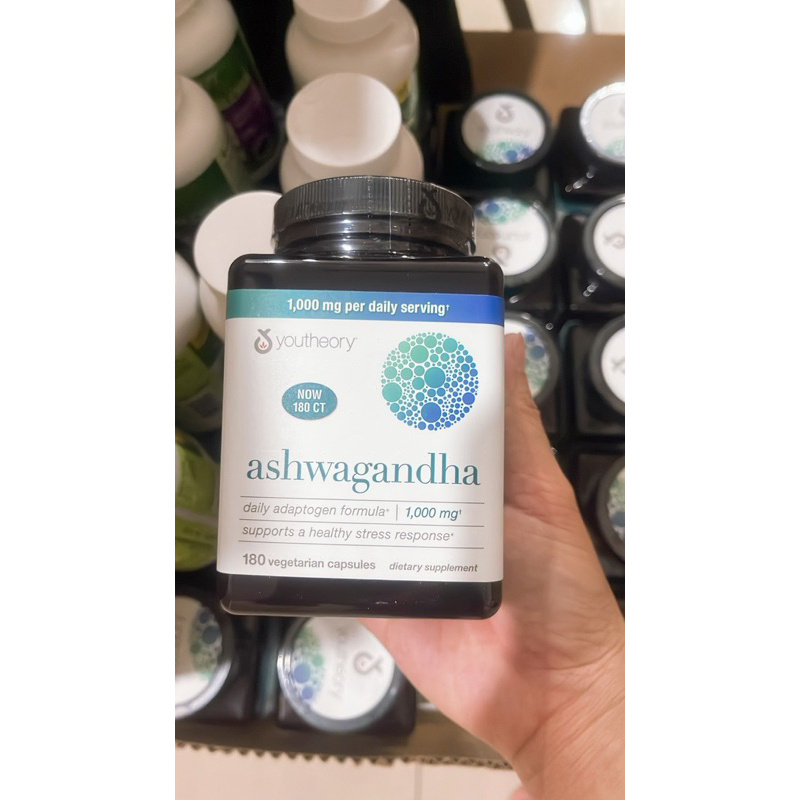 1,000 mg per daily serving†
youtheory
NOW
180 CT
ashwagandha
daily adaptogen formula* | 1,000 mg†
supports a healthy stress response*
180 vegetarian capsules dietary supplement
youtheory